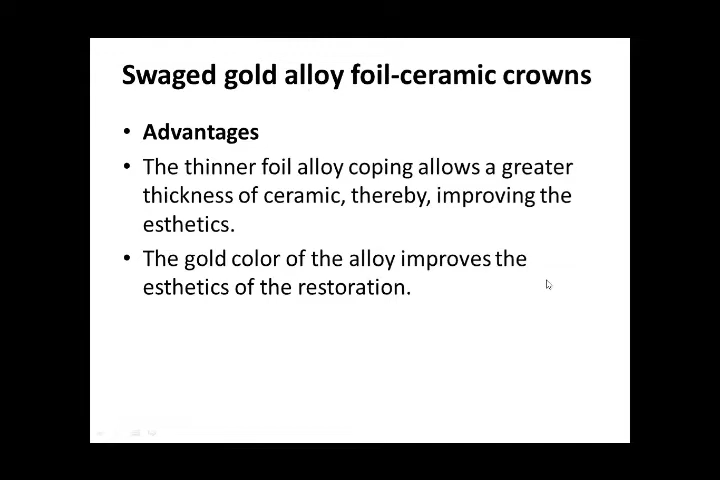 Swaged gold alloy foil-ceramic crowns
• Advantages
• The thinner foil alloy coping allows a greater
thickness of ceramic, thereby, improving the
esthetics.
• The gold color of the alloy improves the
esthetics of the restoration.